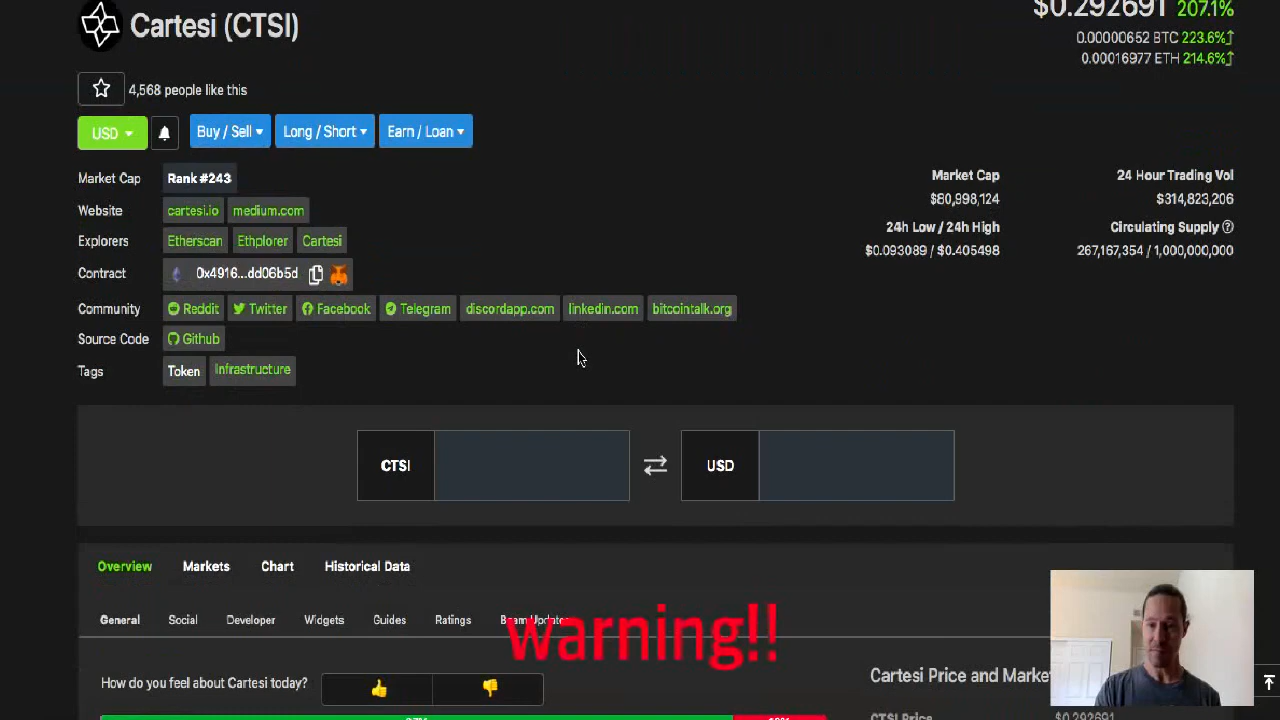 Cartesi (CTSI)
$0.292691 207.1%
0.00000652 BTC 223.6%
0.00016977 ETH 214.6%
4,568 people like this
USD
Buy / Sell
Long / Short
Earn / Loan
Market Cap Rank #243
Website cartesi.io medium.com
Explorers Etherscan Ethplorer Cartesi
Contract 0x4916...dd06b5d
Community Reddit Twitter Facebook Telegram discordapp.com linkedin.com bitcointalk.org
Source Code Github
Tags Token Infrastructure
Market Cap
$80,998,124
24 Hour Trading Vol
$314,823,206
24h Low / 24h High
$0.093089 / $0.405498
Circulating Supply
267,167,354 / 1,000,000,000
CTSI
USD
Overview Markets Chart Historical Data
General Social Developer Widgets Guides Ratings Beam Updates
warning!!
How do you feel about Cartesi today?
Cartesi Price and
CTSI Price
$0.292691